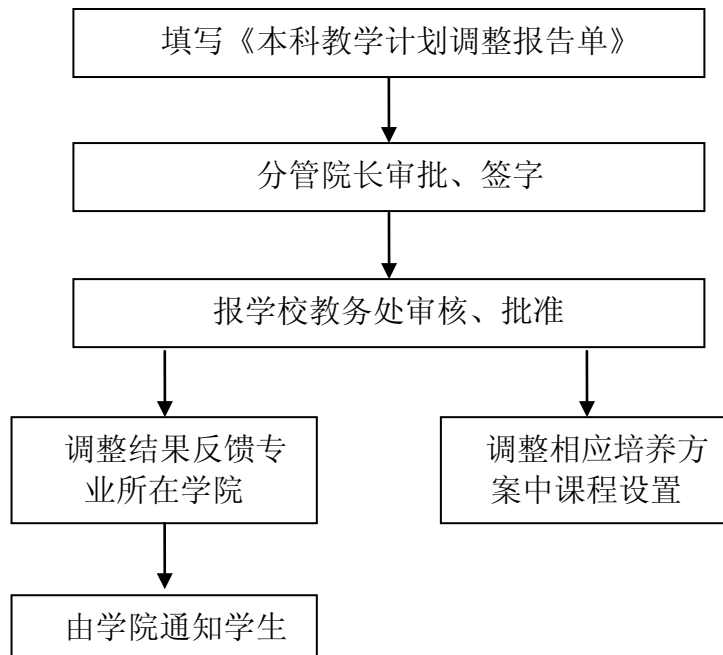 填写《本科教学计划调整报告单》
分管院长审批、签字
报学校教务处审核、批准
调整结果反馈专
业所在学院
调整相应培养方
案中课程设置
由学院通知学生